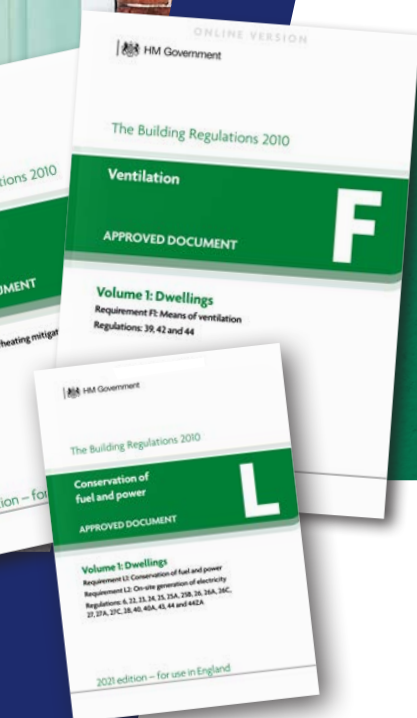 ONLINE VERSION
HM Government
The Building Regulations 2010
Ventilation
F
APPROVED DOCUMENT
Volume 1: Dwellings
Requirement F1: Means of ventilation
Regulations: 39, 42 and 44
tions 2010
UMENT
heating mitigat
ion – for
HM Government
The Building Regulations 2010
Conservation of
fuel and power
L
APPROVED DOCUMENT
Volume 1: Dwellings
Requirement L1: Conservation of fuel and power
Requirement L2: On-site generation of electricity
Regulations: 6, 22, 23, 24, 25, 25A, 25B, 26, 26A, 26C,
27, 27A, 27C, 28, 40, 40A, 43, 44 and 44ZA
2021 edition – for use in England